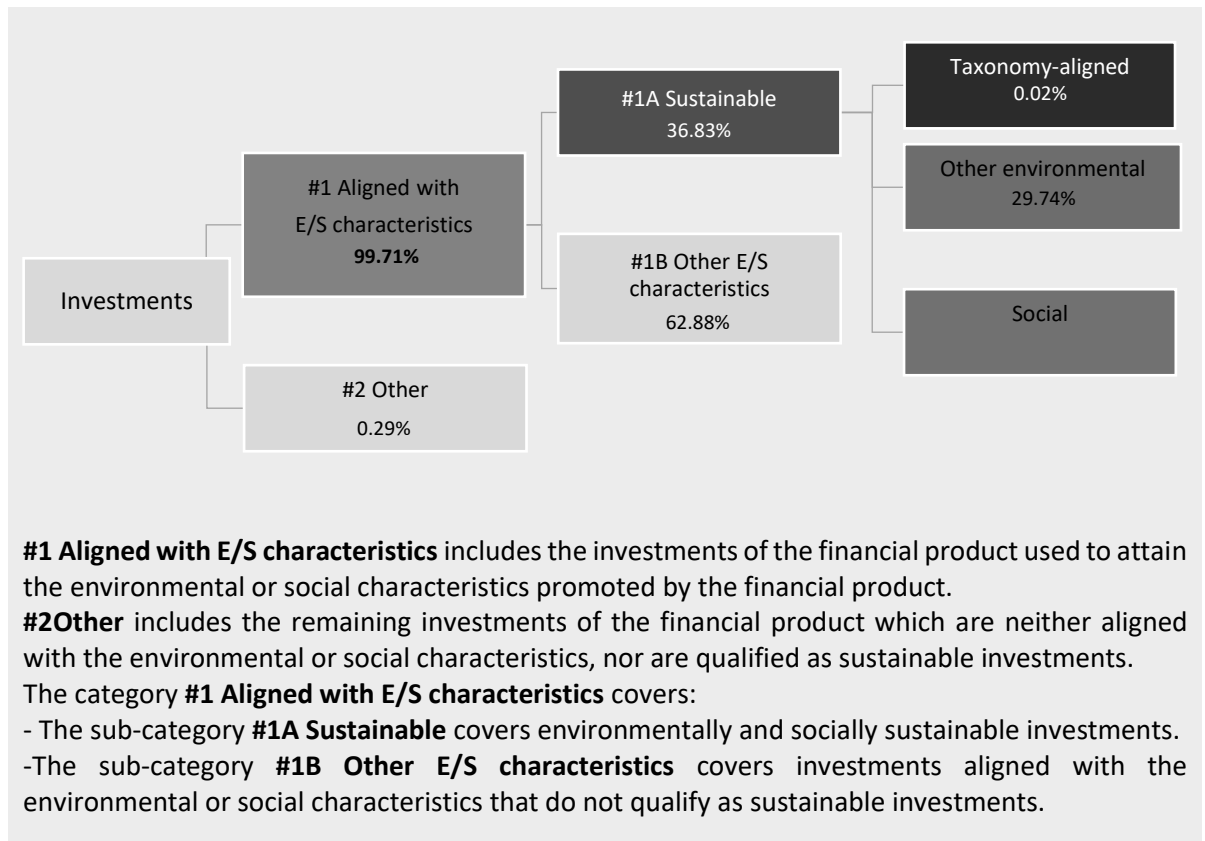 Investments
#1 Aligned with
E/S characteristics
99.71%
#2 Other
0.29%
#1A Sustainable
36.83%
#1B Other E/S
characteristics
62.88%
Taxonomy-aligned
0.02%
Other environmental
29.74%
Social
#1 Aligned with E/S characteristics includes the investments of the financial product used to attain
the environmental or social characteristics promoted by the financial product.
#2Other includes the remaining investments of the financial product which are neither aligned
with the environmental or social characteristics, nor are qualified as sustainable investments.
The category #1 Aligned with E/S characteristics covers:
- The sub-category #1A Sustainable covers environmentally and socially sustainable investments.
-The sub-category #1B Other E/S characteristics covers investments aligned with the
environmental or social characteristics that do not qualify as sustainable investments.